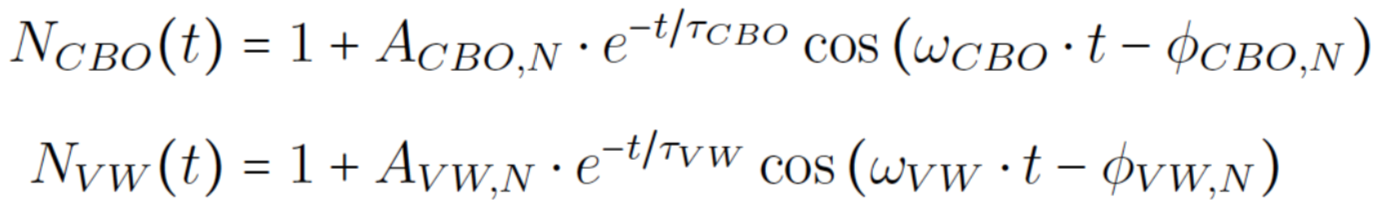 N_{CBO}(t) = 1 + A_{CBO,N} · e^{-t/τ_{CBO}} cos (ω_{CBO} · t − ϕ_{CBO,N})
N_{VW}(t) = 1 + A_{VW,N} · e^{-t/τ_{VW}} cos (ω_{VW} · t − ϕ_{VW,N})